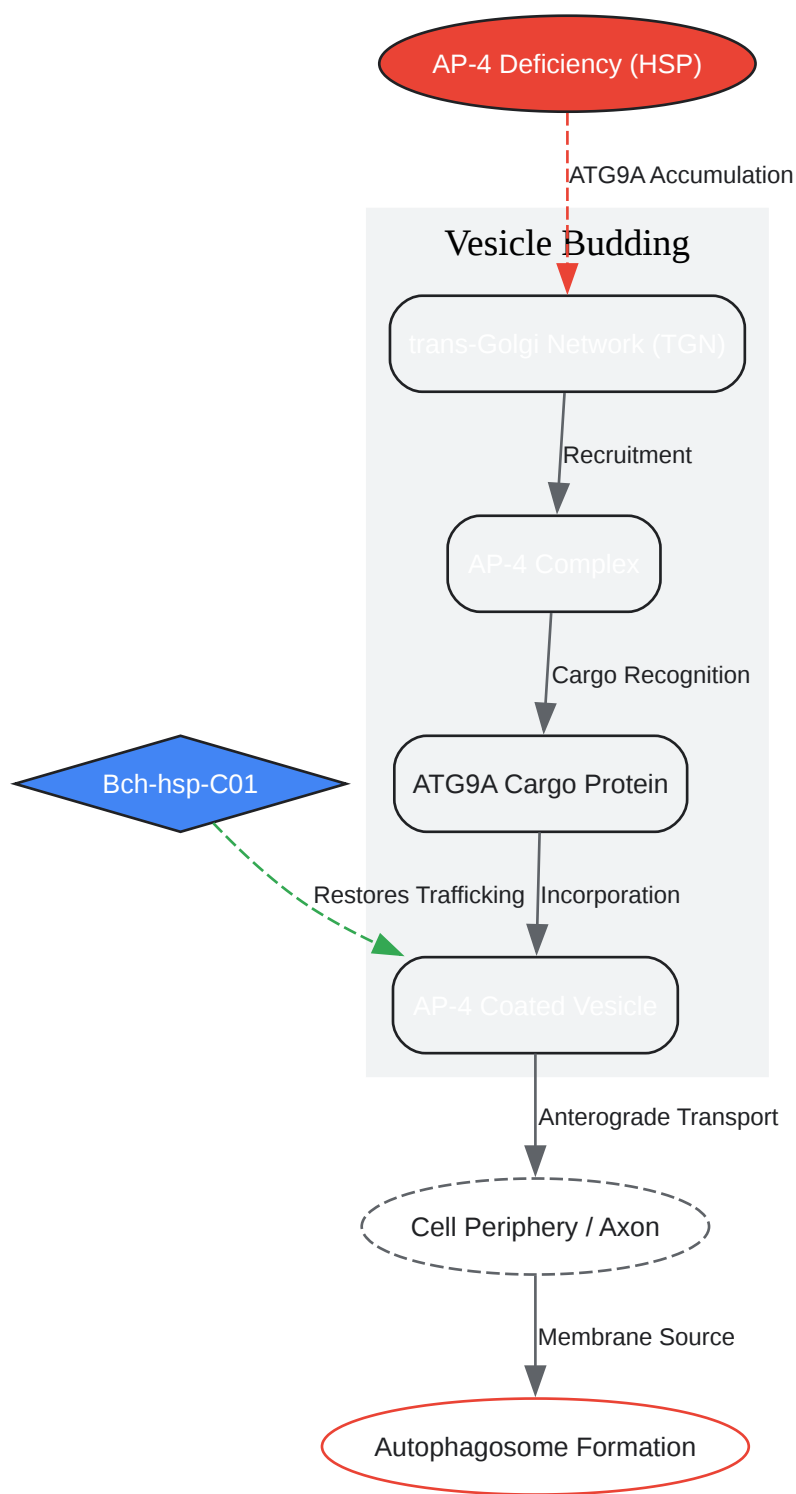 AP-4 Deficiency (HSP)
ATG9A Accumulation
Vesicle Budding
trans-Golgi Network (TGN)
Recruitment
AP-4 Complex
Cargo Recognition
Bch-hsp-C01
ATG9A Cargo Protein
Restores Trafficking
Incorporation
AP-4 Coated Vesicle
Anterograde Transport
Cell Periphery / Axon
Membrane Source
Autophagosome Formation